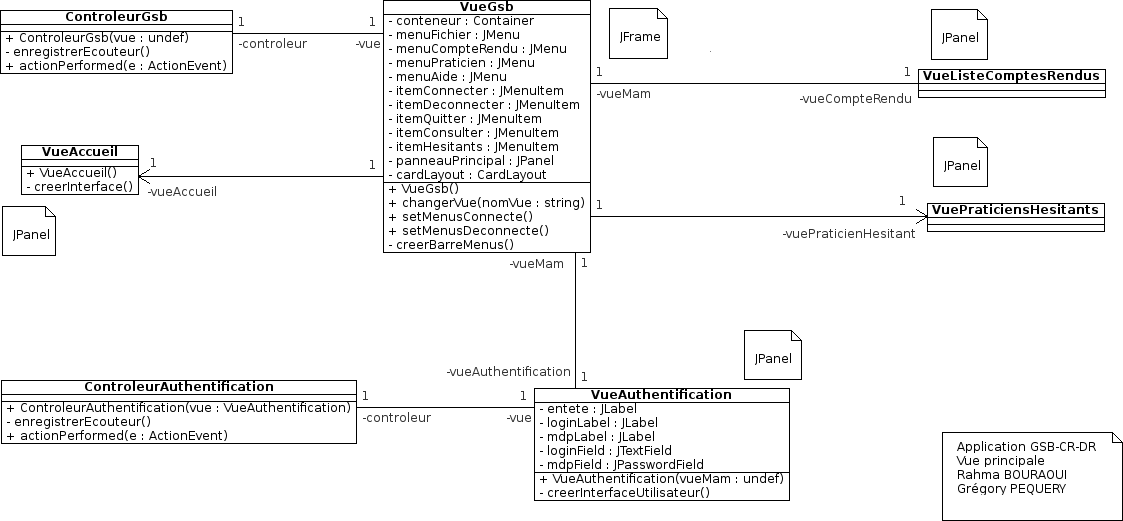 ControleurGsb
+ ControleurGsb(vue : undef)
- enregistrerEcouteur()
+ actionPerformed(e : ActionEvent)
1
-controleur
1
-vue
VueGsb
- conteneur : Container
- menuFichier : JMenu
- menuCompteRendu : JMenu
- menuPraticien : JMenu
- menuAide : JMenu
- itemConnecter : JMenuItem
- itemDeconnecter : JMenuItem
- itemQuitter : JMenuItem
- itemConsulter : JMenuItem
- itemHesitants : JMenuItem
- panneauPrincipal : JPanel
- cardLayout : CardLayout
+ VueGsb()
+ changerVue(nomVue : string)
+ setMenusConnecte()
+ setMenusDeconnecte()
- creerBarreMenus()
JFrame
JPanel
1
-vueMam
1
-vueCompteRendu
VueListeComptesRendus
VueAccueil
+ VueAccueil()
- creerInterface()
1
-vueAccueil
1
JPanel
JPanel
1
1
-vuePraticienHesitant
VuePraticiensHesitants
-vueMam
1
-vueAuthentification
1
JPanel
ControleurAuthentification
+ ControleurAuthentification(vue : VueAuthentification)
- enregistrerEcouteur()
+ actionPerformed(e : ActionEvent)
1
-controleur
1
-vue
VueAuthentification
- entete : JLabel
- loginLabel : JLabel
- mdpLabel : JLabel
- loginField : JTextField
- mdpField : JPasswordField
+ VueAuthentification(vueMam : undef)
- creerInterfaceUtilisateur()
Application GSB-CR-DR
Vue principale
Rahma BOURAOUI
Grégory PEQUERY